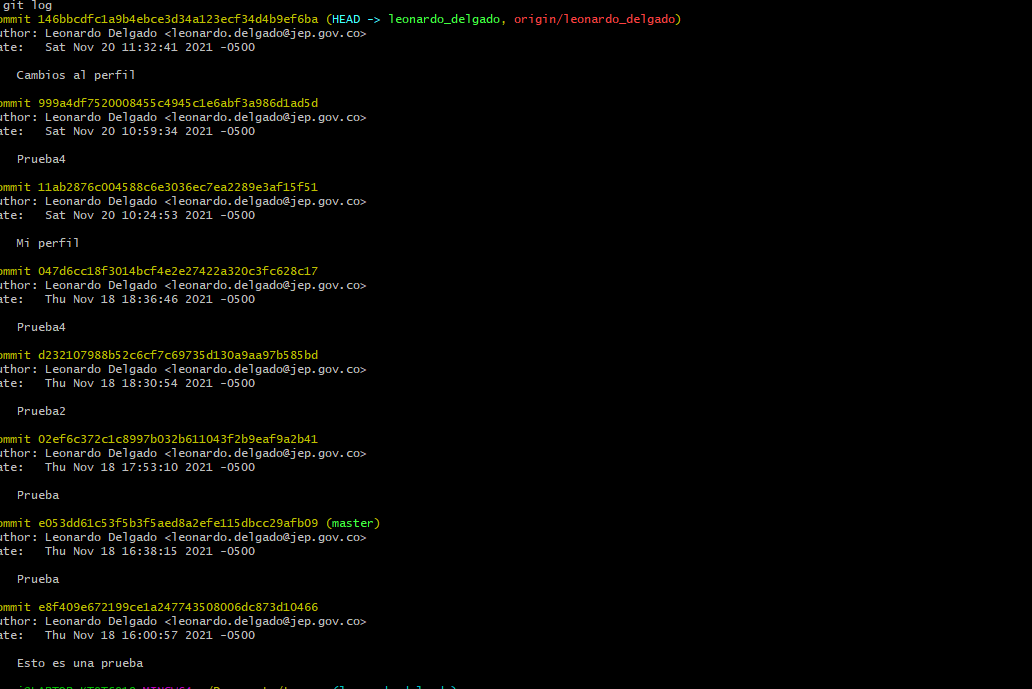 git log
ommit 146bbcdfc1a9b4ebce3d34a123ecf34d4b9ef6ba (HEAD -> leonardo_delgado, origin/leonardo_delgado)
uthor: Leonardo Delgado <leonardo.delgado@jep.gov.co>
ate:   Sat Nov 20 11:32:41 2021 -0500
Cambios al perfil
ommit 999a4df7520008455c4945c1e6abf3a986d1ad5d
uthor: Leonardo Delgado <leonardo.delgado@jep.gov.co>
ate:   Sat Nov 20 10:59:34 2021 -0500
Prueba4
ommit 11ab2876c004588c6e3036ec7ea2289e3af15f51
uthor: Leonardo Delgado <leonardo.delgado@jep.gov.co>
ate:   Sat Nov 20 10:24:53 2021 -0500
Mi perfil
ommit 047d6cc18f3014bcf4e2e27422a320c3fc628c17
uthor: Leonardo Delgado <leonardo.delgado@jep.gov.co>
ate:   Thu Nov 18 18:36:46 2021 -0500
Prueba4
ommit d232107988b52c6cf7c69735d130a9aa97b585bd
uthor: Leonardo Delgado <leonardo.delgado@jep.gov.co>
ate:   Thu Nov 18 18:30:54 2021 -0500
Prueba2
ommit 02ef6c372c1c8997b032b611043f2b9eaf9a2b41
uthor: Leonardo Delgado <leonardo.delgado@jep.gov.co>
ate:   Thu Nov 18 17:53:10 2021 -0500
Prueba
ommit e053dd61c53f5b3f5aed8a2efe115dbcc29afb09 (master)
uthor: Leonardo Delgado <leonardo.delgado@jep.gov.co>
ate:   Thu Nov 18 16:38:15 2021 -0500
Prueba
ommit e8f409e672199ce1a247743508006dc873d10466
uthor: Leonardo Delgado <leonardo.delgado@jep.gov.co>
ate:   Thu Nov 18 16:00:57 2021 -0500
Esto es una prueba